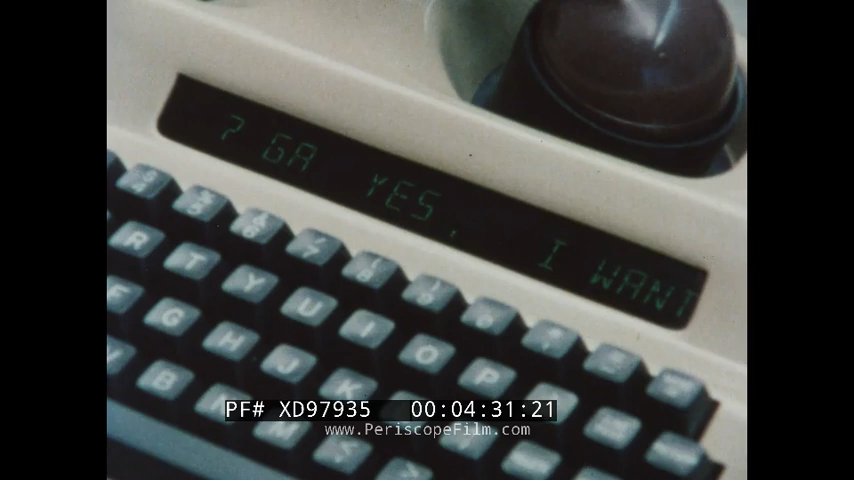 ? GA YES, I WANT
R T Y U I O P
F G H J K
V B M
PF# XD97935 00:04:31:21
www.PeriscopeFilm.com